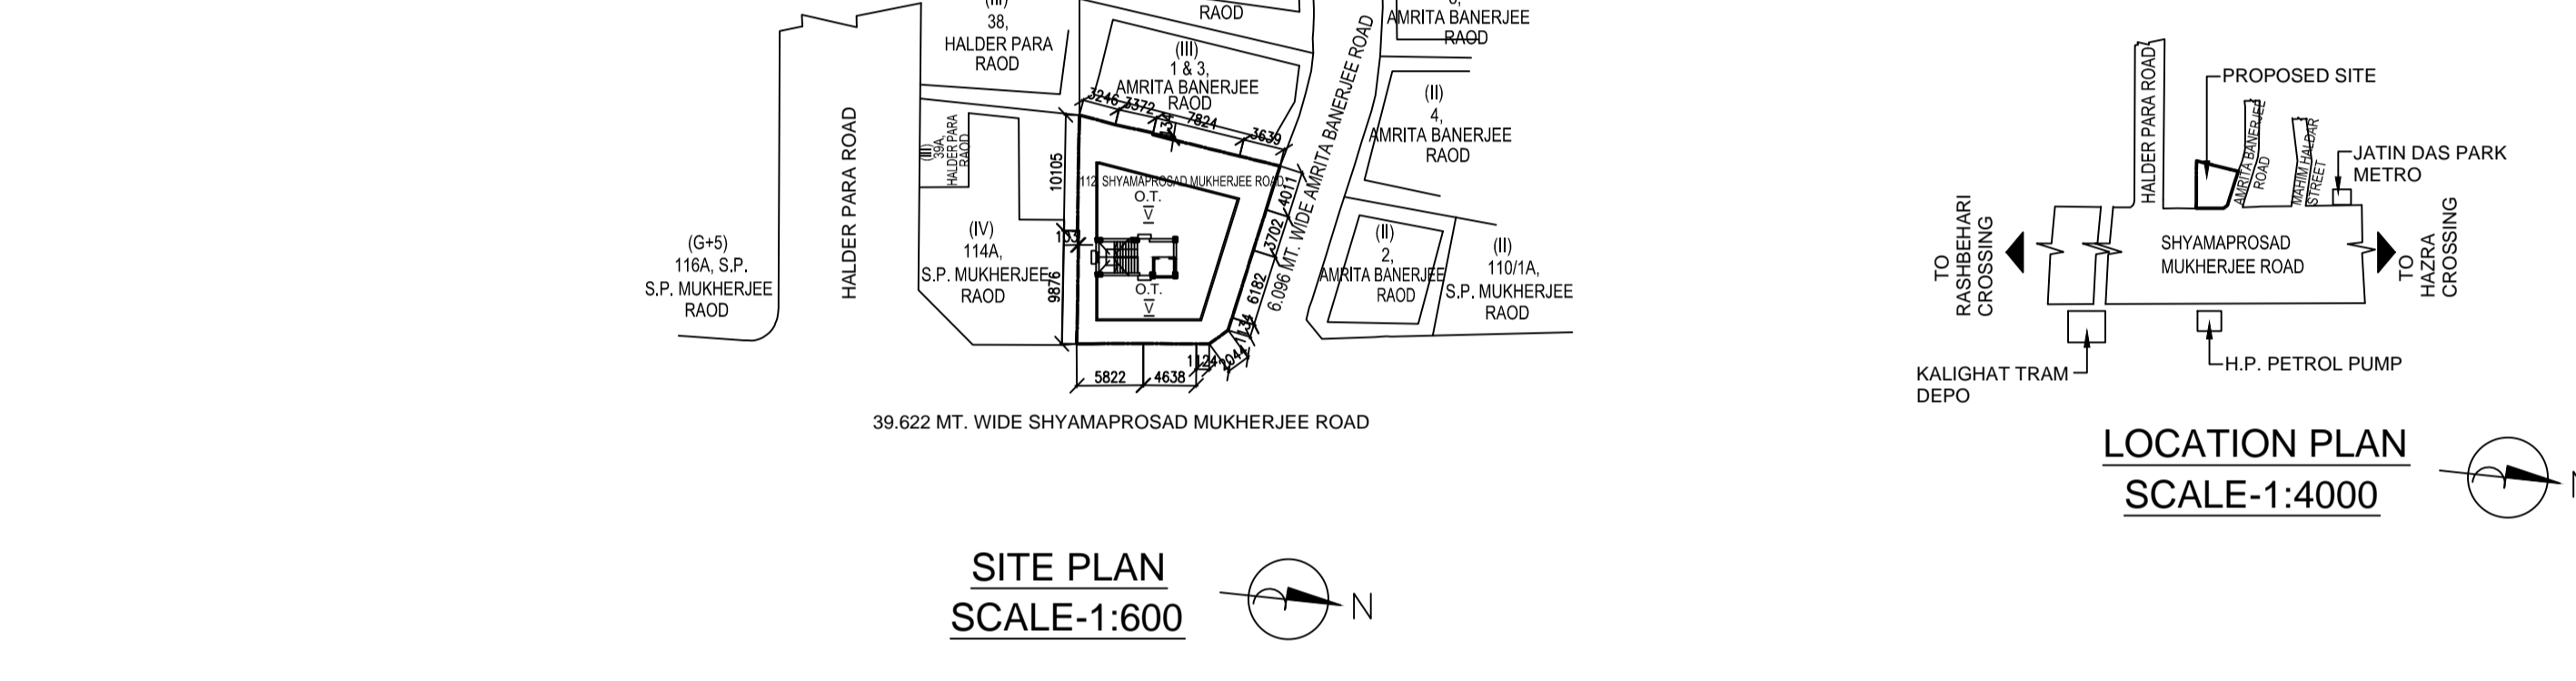 38,
HALDER PARA
RAOD
RAOD
AMRITA BANERJEE
RAOD
(III)
1 & 3,
AMRITA BANERJEE
RAOD
6.096 MT. WIDE AMRITA BANERJEE ROAD
(II)
4,
AMRITA BANERJEE
RAOD
HALDER PARA ROAD
(III)
39A,
HALDER PARA
RAOD
3246
3372
7824
3639
10105
9876
4011
3702
6182
134
2044
1124
5822
4638
112 SHYAMAPROSAD MUKHERJEE ROAD
O.T.
V
O.T.
V
(G+5)
116A, S.P.
S.P. MUKHERJEE
RAOD
(IV)
114A,
S.P. MUKHERJEE
RAOD
(II)
2,
AMRITA BANERJEE
RAOD
(II)
110/1A,
S.P. MUKHERJEE
RAOD
39.622 MT. WIDE SHYAMAPROSAD MUKHERJEE ROAD
SITE PLAN
SCALE-1:600
N
HALDER PARA ROAD
PROPOSED SITE
AMRITA BANERJEE
ROAD
MAHIM HALDAR
STREET
JATIN DAS PARK
METRO
TO
RASHBEHARI
CROSSING
SHYAMAPROSAD
MUKHERJEE ROAD
TO
HAZRA
CROSSING
KALIGHAT TRAM
DEPO
H.P. PETROL PUMP
LOCATION PLAN
SCALE-1:4000